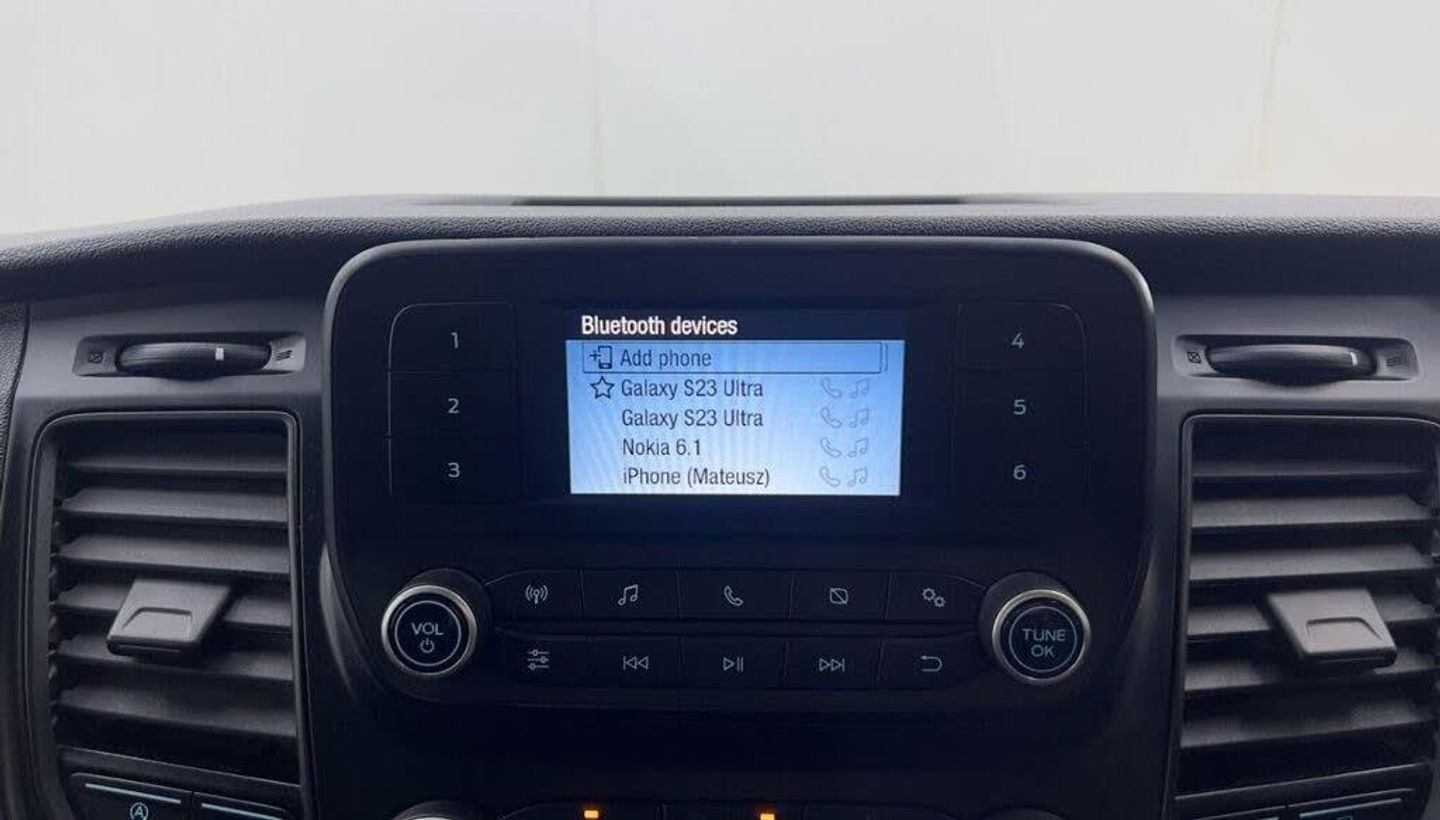 Bluetooth devices
Add phone
Galaxy S23 Ultra
Galaxy S23 Ultra
Nokia 6.1
iPhone (Mateusz)
1
2
3
4
5
6
VOL
TUNE
OK
A